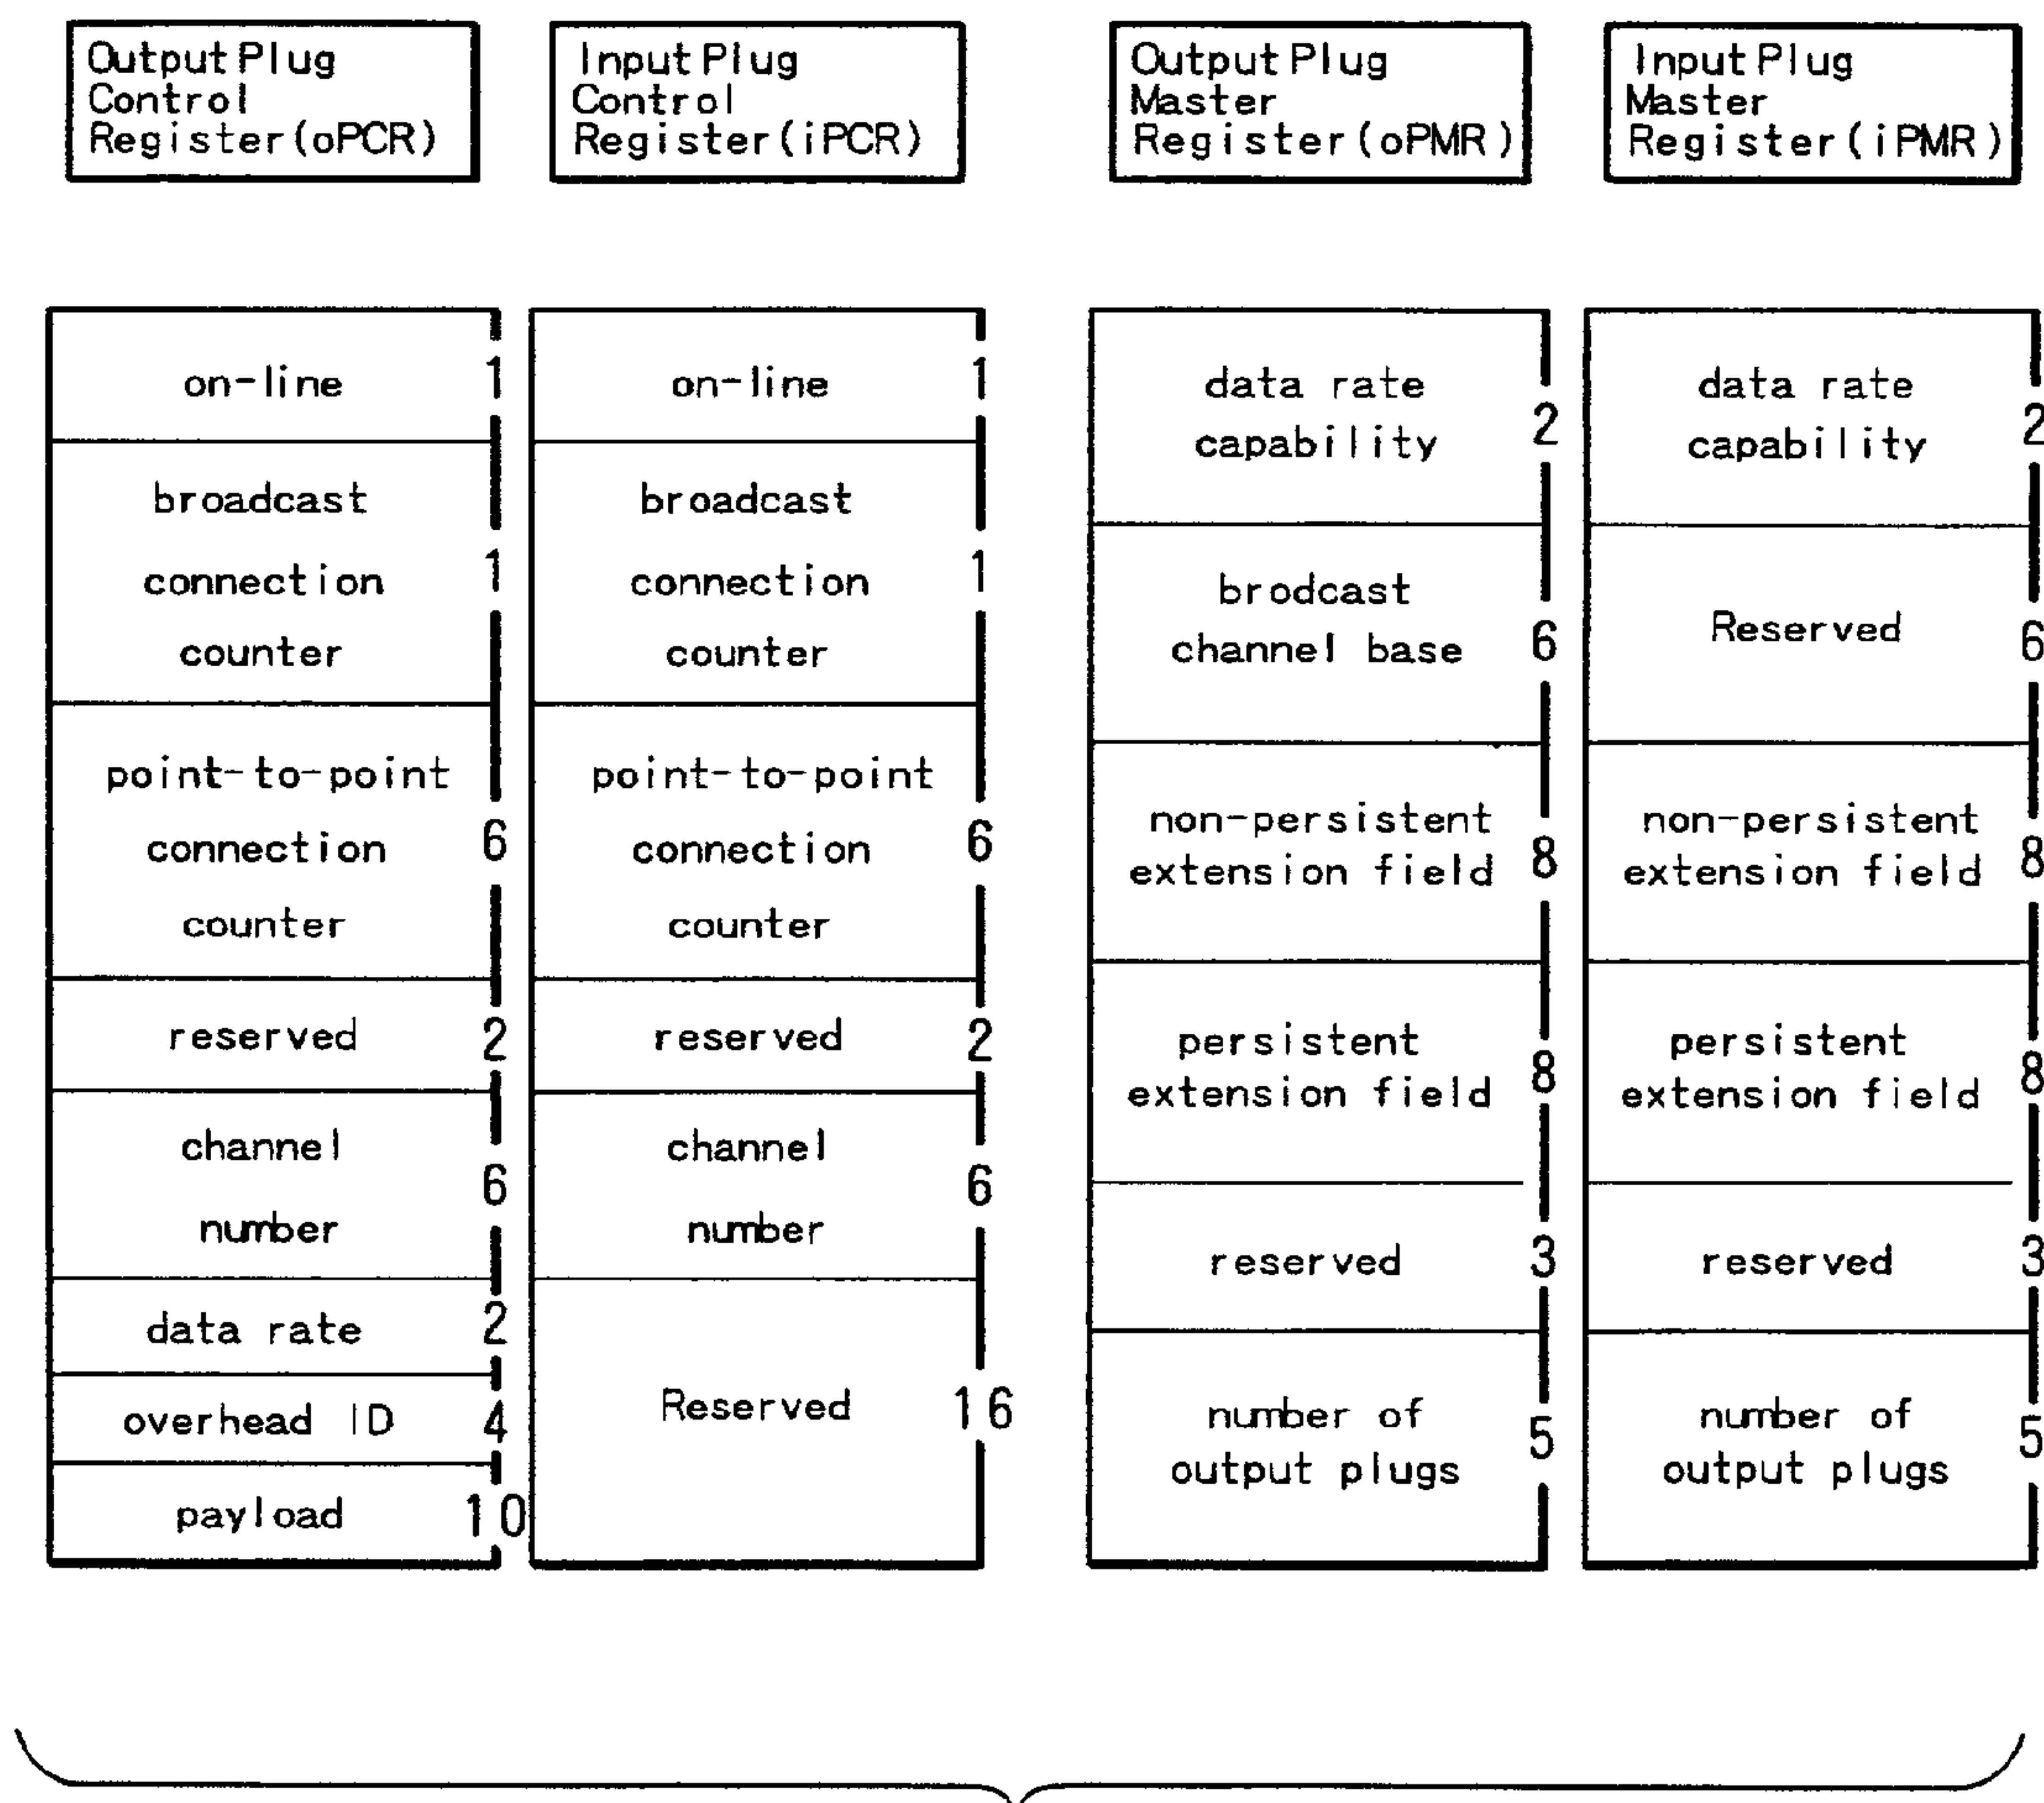 Output Plug
Control
Register(oPCR)
Input Plug
Control
Register(iPCR)
Output Plug
Master
Register(oPMR)
Input Plug
Master
Register(iPMR)
on-line
1
broadcast
connection
counter
1
point-to-point
connection
counter
6
reserved
2
channel
number
6
data rate
2
overhead ID
4
payload
10
on-line
1
broadcast
connection
counter
1
point-to-point
connection
counter
6
reserved
2
channel
number
6
Reserved
16
data rate
capability
2
brodcast
channel base
6
non-persistent
extension field
8
persistent
extension field
8
reserved
3
number of
output plugs
5
data rate
capability
2
Reserved
6
non-persistent
extension field
8
persistent
extension field
8
reserved
3
number of
output plugs
5